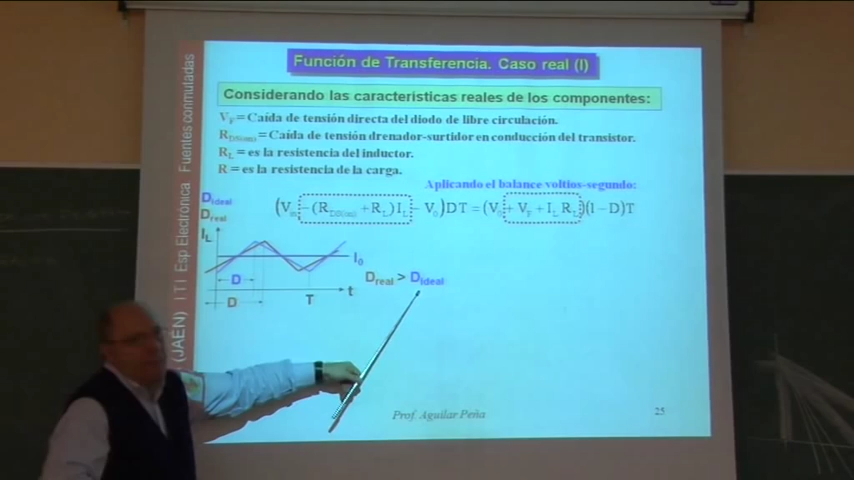 Función de Transferencia. Caso real (I)
Considerando las características reales de los componentes:
V_F = Caída de tensión directa del diodo de libre circulación.
R_DS(on) = Caída de tensión drenador-surtidor en conducción del transistor.
R_L = es la resistencia del inductor.
R = es la resistencia de la carga.
Aplicando el balance voltios-segundo:
(V_in - (R_DS(on) + R_L) I_L - V_0) D T = (V_0 + V_F + I_L R_L) (1 - D) T
D_ideal
D_real
I_L
I_0
D
D
T
t
D_real > D_ideal
Prof. Aguilar Peña
25
(JAÉN) I T I Esp Electrónica Fuentes conmutadas